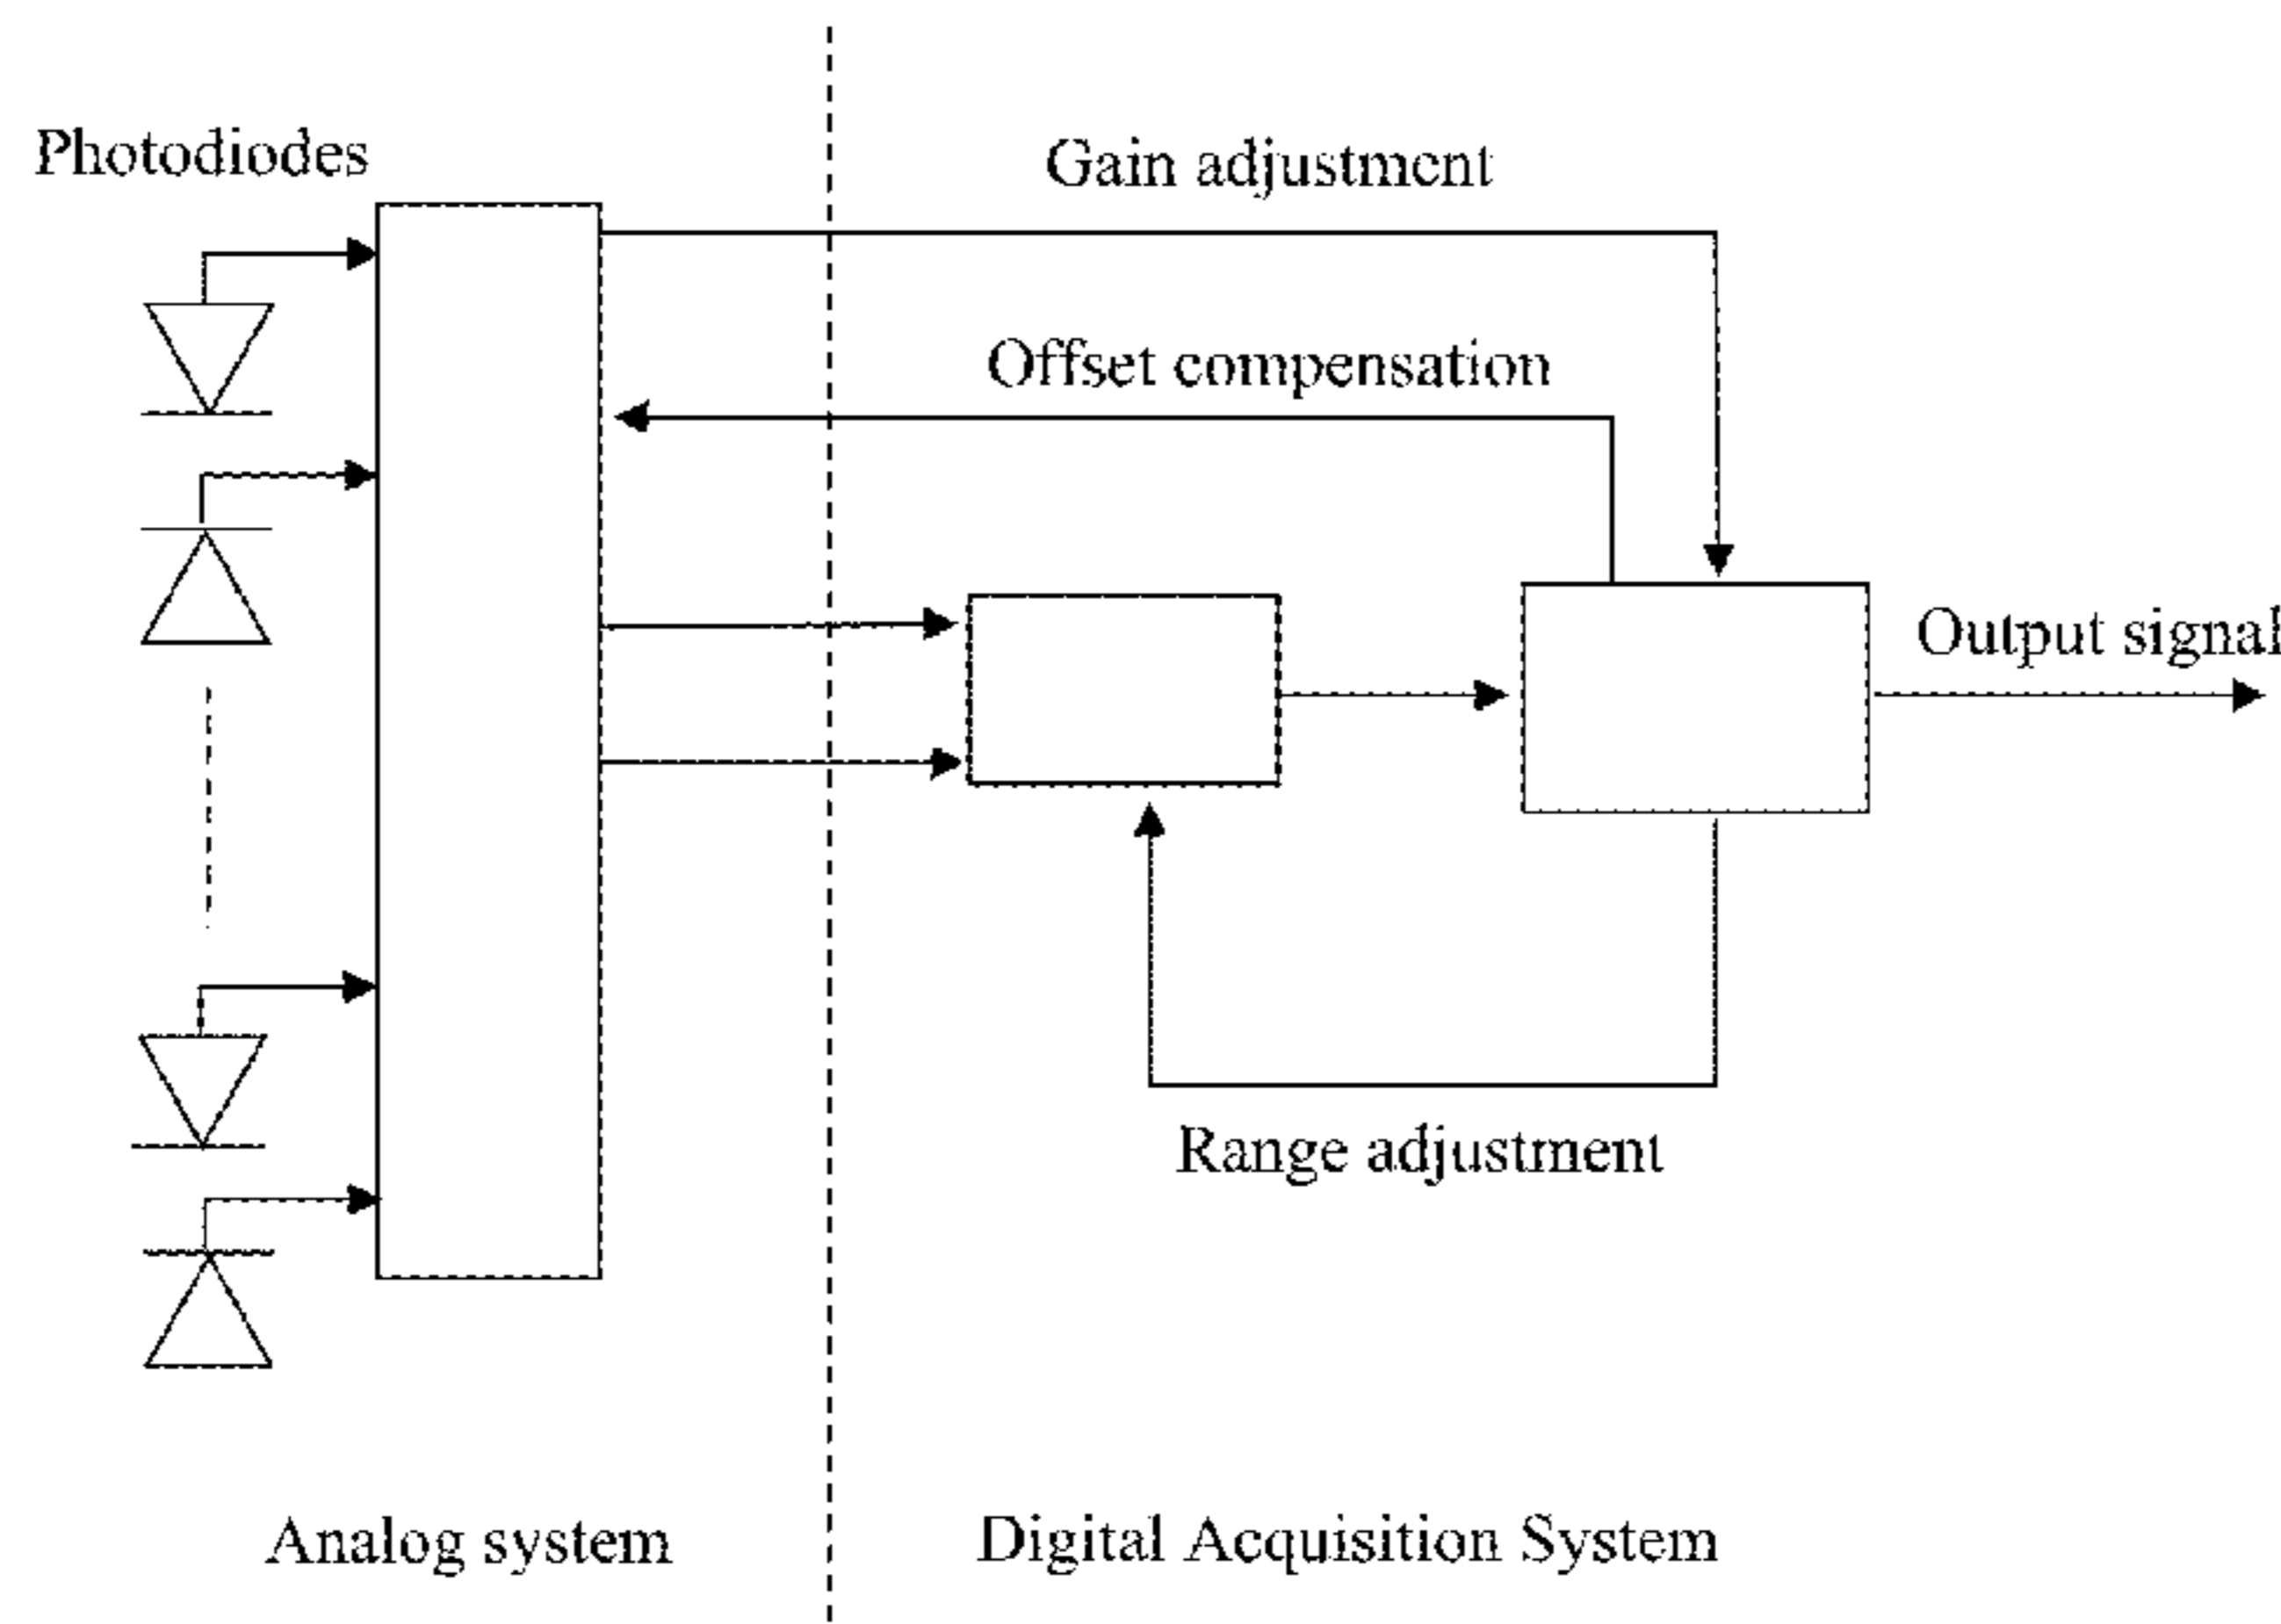 Photodiodes
Gain adjustment
Offset compensation
Output signal
Range adjustment
Analog system
Digital Acquisition System